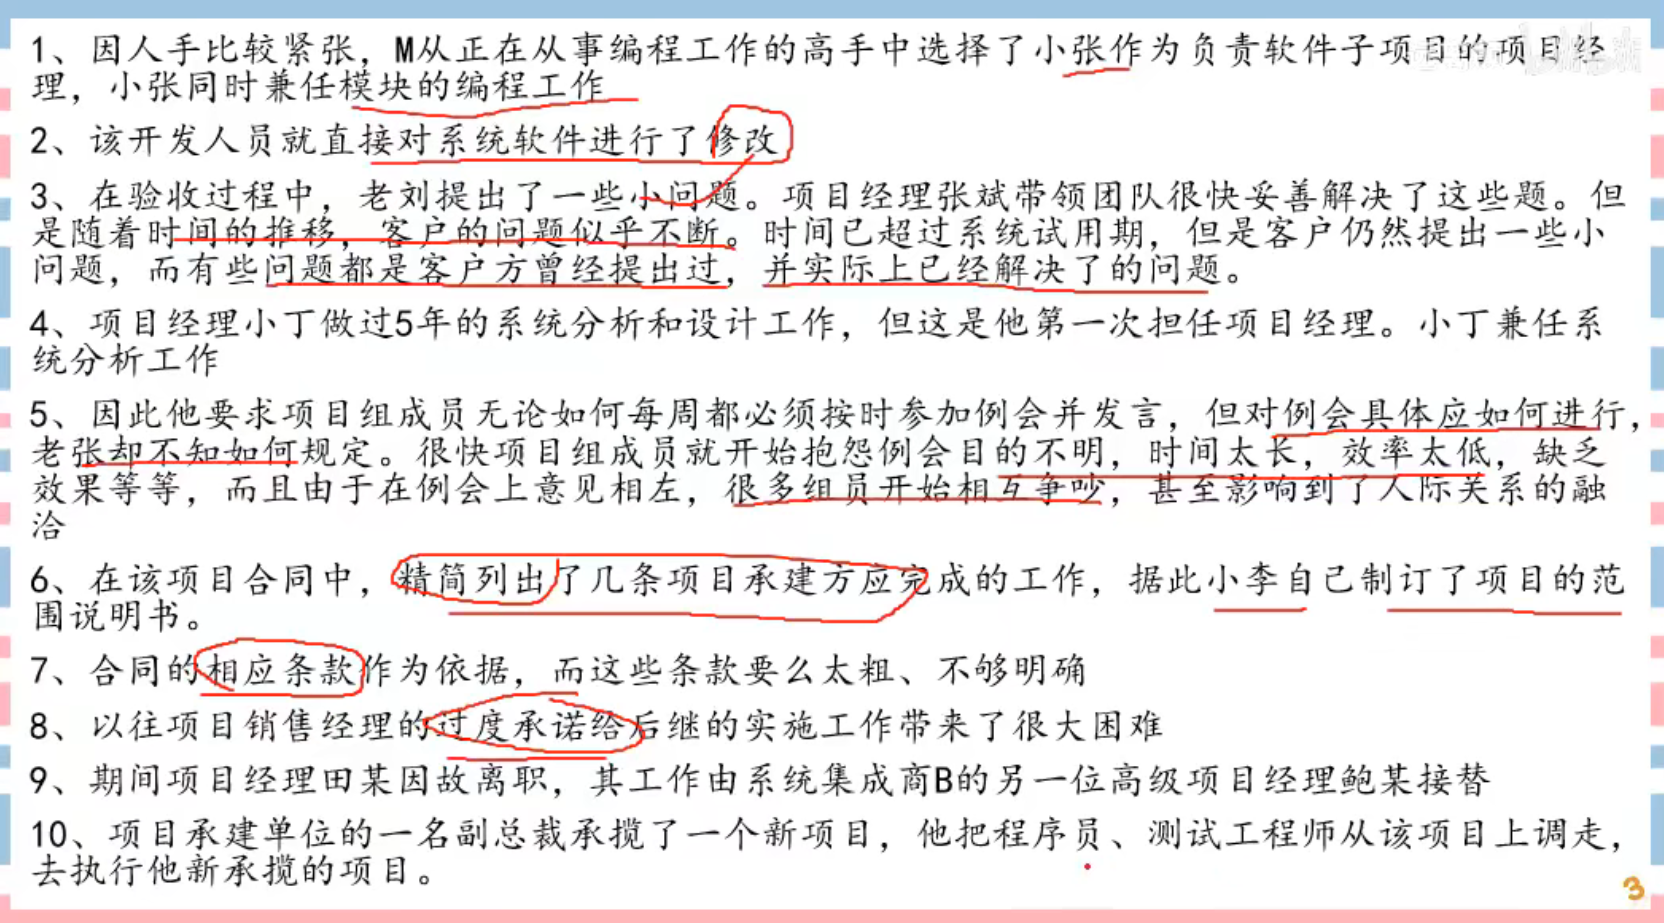 1、因人手比较紧张，M从正在从事编程工作的高手中选择了小张作为负责软件子项目的项目经
理，小张同时兼任模块的编程工作
2、该开发人员就直接对系统软件进行了修改
3、在验收过程中，老刘提出了一些小问题。项目经理张斌带领团队很快妥善解决了这些题。但
是随着时间的推移，客户的问题似乎不断。时间已超过系统试用期，但是客户仍然提出一些小
问题，而有些问题都是客户方曾经提出过，并实际上已经解决了的问题。
4、项目经理小丁做过5年的系统分析和设计工作，但这是他第一次担任项目经理。小丁兼任系
统分析工作
5、因此他要求项目组成员无论如何每周都必须按时参加例会并发言，但对例会具体应如何进行，
老张却不知如何规定。很快项目组成员就开始抱怨例会目的不明，时间太长，效率太低，缺乏
效果等等，而且由于在例会上意见相左，很多组员开始相互争吵，甚至影响到了人际关系的融
洽
6、在该项目合同中，精简列出了几条项目承建方应完成的工作，据此小李自己制订了项目的范
围说明书。
7、合同的相应条款作为依据，而这些条款要么太粗、不够明确
8、以往项目销售经理的过度承诺给后继的实施工作带来了很大困难
9、期间项目经理田某因故离职，其工作由系统集成商B的另一位高级项目经理鲍某接替
10、项目承建单位的一名副总裁承揽了一个新项目，他把程序员、测试工程师从该项目上调走，
去执行他新承揽的项目。
3